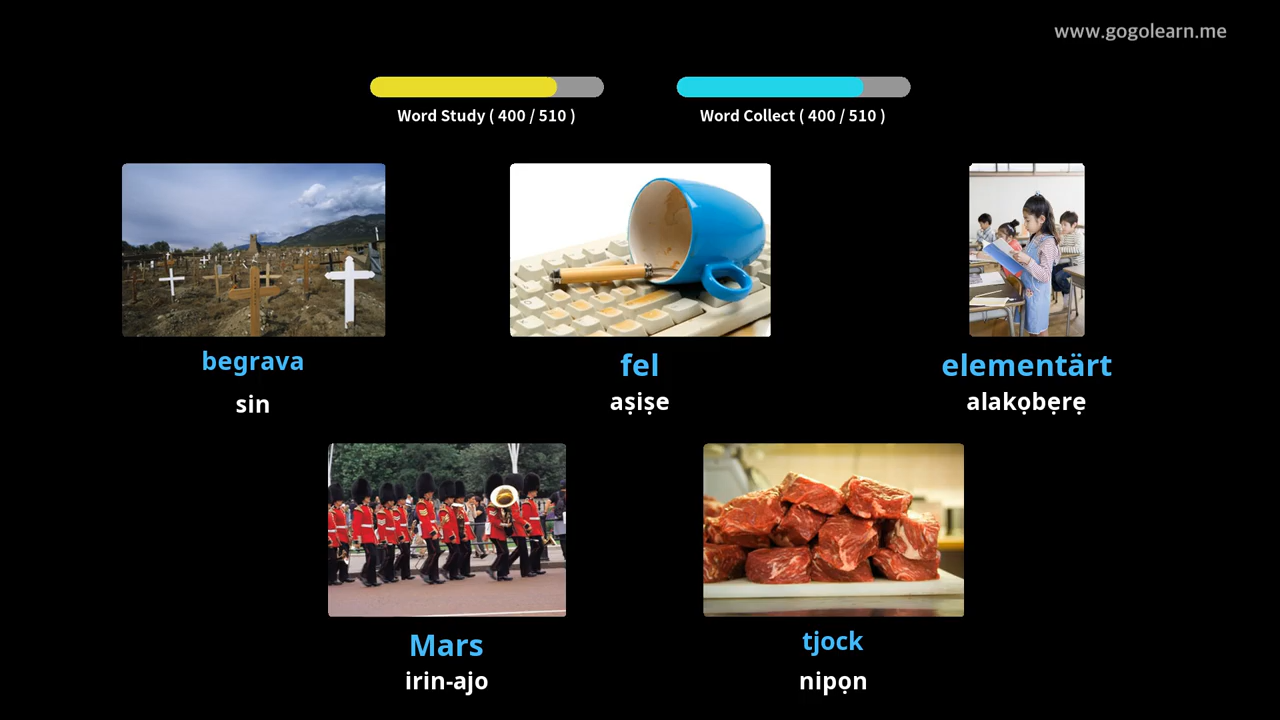 www.gogolearn.me
Word Study ( 400 / 510 )
Word Collect ( 400 / 510 )
begrava
sin
fel
aṣiṣe
elementärt
alakọbẹrẹ
Mars
irin-ajo
tjock
nipọn